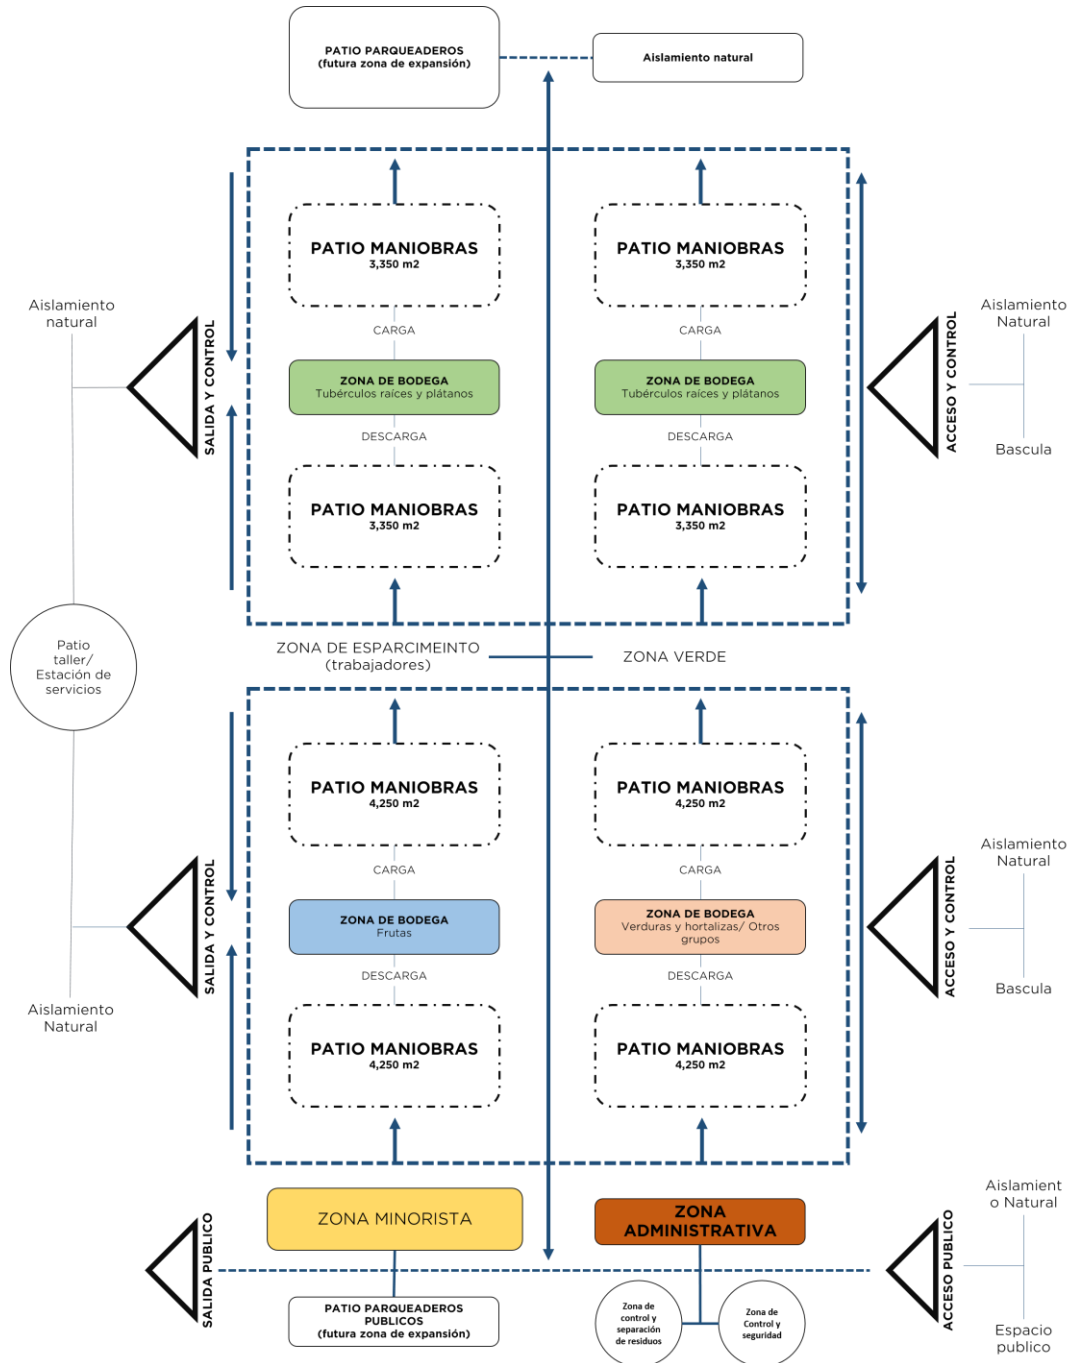 PATIO PARQUEADEROS
(futura zona de expansión)
Aislamiento natural
PATIO MANIOBRAS
3,350 m2
PATIO MANIOBRAS
3,350 m2
Aislamiento
natural
SALIDA Y CONTROL
CARGA
CARGA
ACCESO Y CONTROL
Aislamiento
Natural
ZONA DE BODEGA
Tubérculos raíces y plátanos
ZONA DE BODEGA
Tubérculos raíces y plátanos
DESCARGA
DESCARGA
Bascula
PATIO MANIOBRAS
3,350 m2
PATIO MANIOBRAS
3,350 m2
Patio
taller/
Estación de
servicios
ZONA DE ESPARCIMEINTO
(trabajadores)
ZONA VERDE
PATIO MANIOBRAS
4,250 m2
PATIO MANIOBRAS
4,250 m2
SALIDA Y CONTROL
CARGA
CARGA
ACCESO Y CONTROL
Aislamiento
Natural
ZONA DE BODEGA
Frutas
ZONA DE BODEGA
Verduras y hortalizas/ Otros
grupos
DESCARGA
DESCARGA
Bascula
Aislamiento
Natural
PATIO MANIOBRAS
4,250 m2
PATIO MANIOBRAS
4,250 m2
SALIDA PUBLICO
ZONA MINORISTA
ZONA
ADMINISTRATIVA
ACCESO PUBLICO
Aislamient
o Natural
PATIO PARQUEADEROS
PUBLICOS
(futura zona de expansión)
Zona de
control y
separación
de residuos
Zona de
Control y
seguridad
Espacio
publico